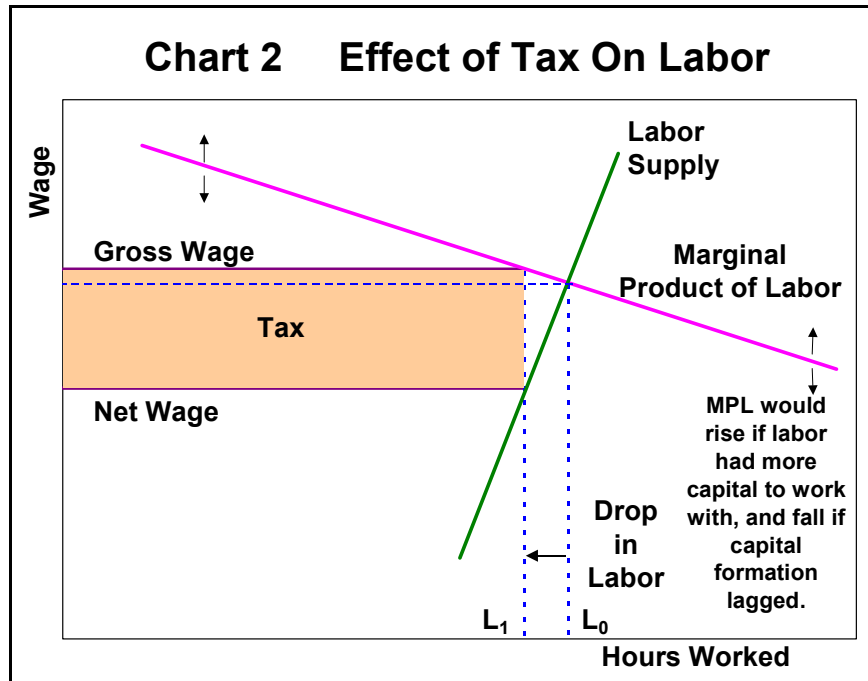 Chart 2 Effect of Tax On Labor
Wage
Labor
Supply
Gross Wage
Marginal
Product of Labor
Tax
Net Wage
MPL would
rise if labor
had more
capital to work
with, and fall if
capital
formation
lagged.
Drop
in
Labor
L₁
L₀
Hours Worked